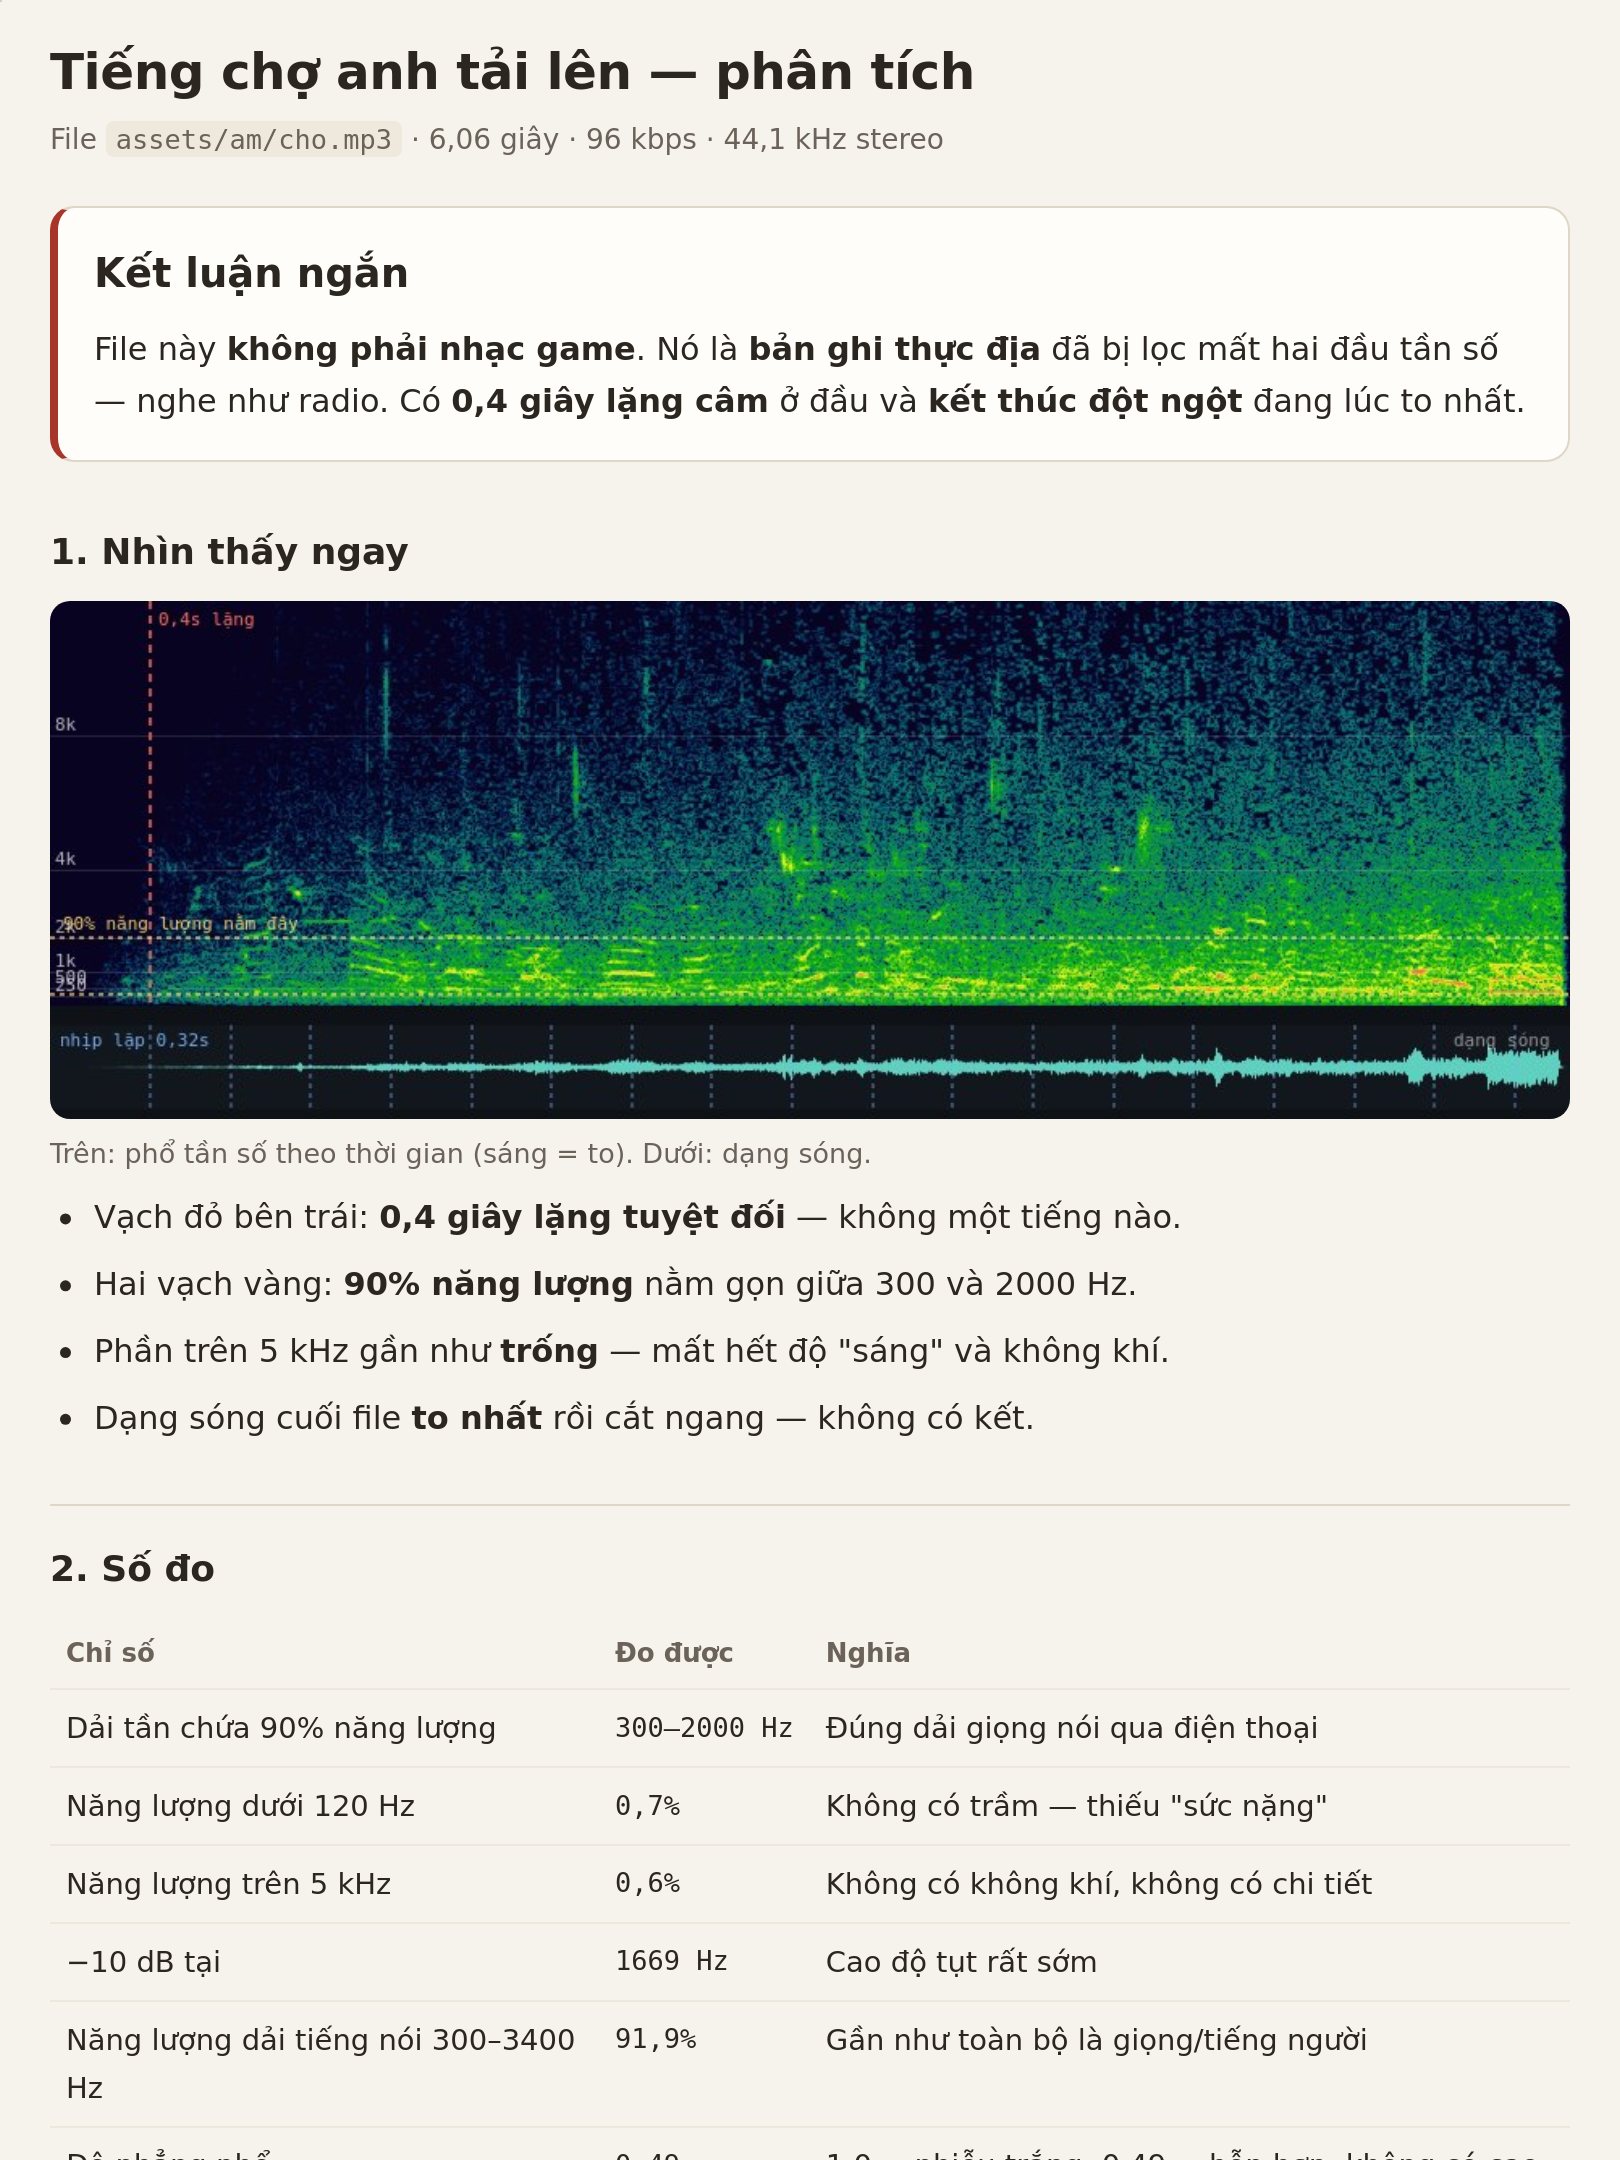 Tiếng chợ anh tải lên — phân tích
File assets/am/cho.mp3 · 6,06 giây · 96 kbps · 44,1 kHz stereo
Kết luận ngắn
File này không phải nhạc game. Nó là bản ghi thực địa đã bị lọc mất hai đầu tần số
— nghe như radio. Có 0,4 giây lặng câm ở đầu và kết thúc đột ngột đang lúc to nhất.
1. Nhìn thấy ngay
0,4s lặng
8k
4k
90% năng lượng nằm đây
2k
1k
500
250
nhịp lặp 0,32s
dạng sóng
Trên: phổ tần số theo thời gian (sáng = to). Dưới: dạng sóng.
• Vạch đỏ bên trái: 0,4 giây lặng tuyệt đối — không một tiếng nào.
• Hai vạch vàng: 90% năng lượng nằm gọn giữa 300 và 2000 Hz.
• Phần trên 5 kHz gần như trống — mất hết độ "sáng" và không khí.
• Dạng sóng cuối file to nhất rồi cắt ngang — không có kết.
2. Số đo
Chỉ số Đo được Nghĩa
Dải tần chứa 90% năng lượng 300–2000 Hz Đúng dải giọng nói qua điện thoại
Năng lượng dưới 120 Hz 0,7% Không có trầm — thiếu "sức nặng"
Năng lượng trên 5 kHz 0,6% Không có không khí, không có chi tiết
−10 dB tại 1669 Hz Cao độ tụt rất sớm
Năng lượng dải tiếng nói 300–3400 91,9% Gần như toàn bộ là giọng/tiếng người
Hz